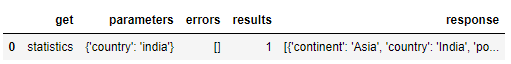 get parameters errors results response
0 statistics {'country': 'india'} [] 1 [{'continent': 'Asia', 'country': 'India', 'po...